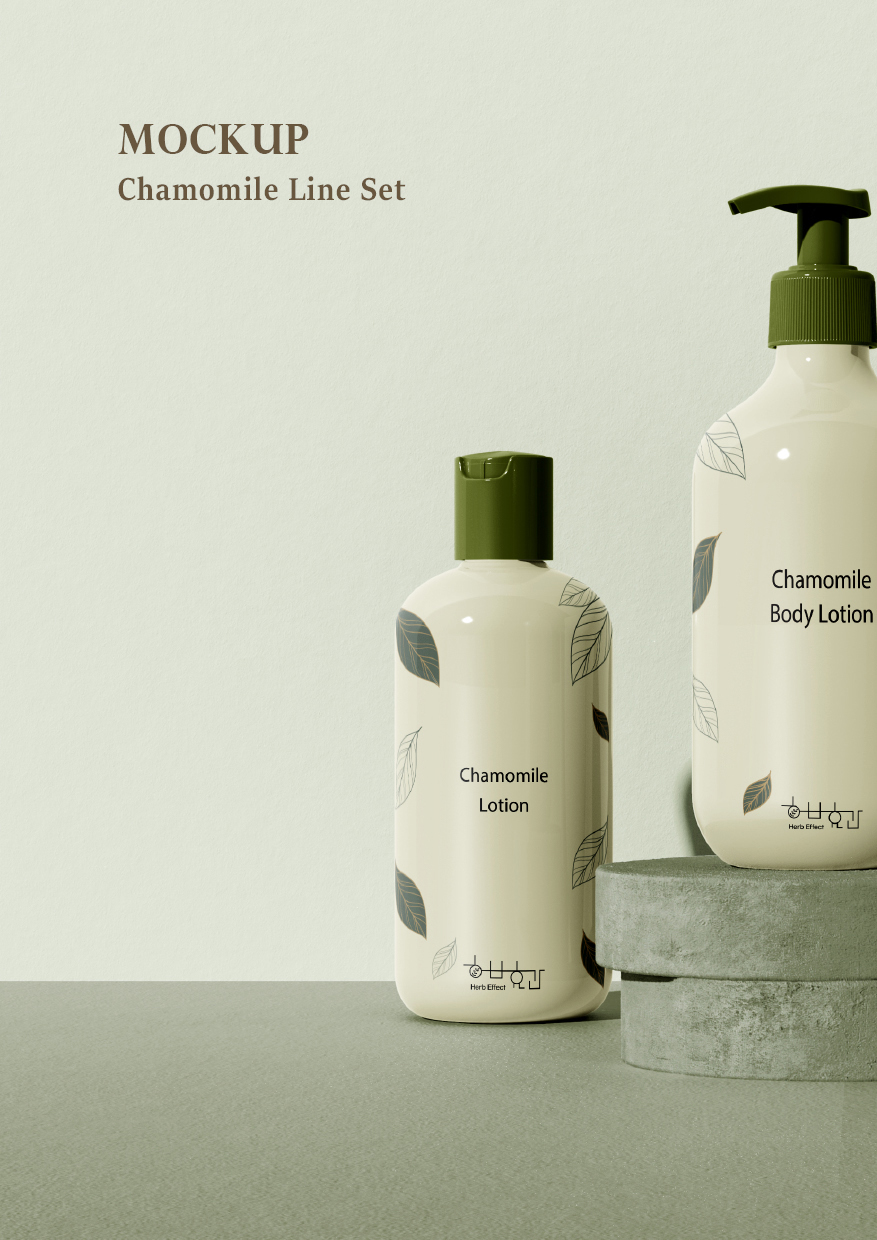 MOCKUP
Chamomile Line Set
Chamomile
Body Lotion
Herb Effect
Chamomile
Lotion
Herb Effect